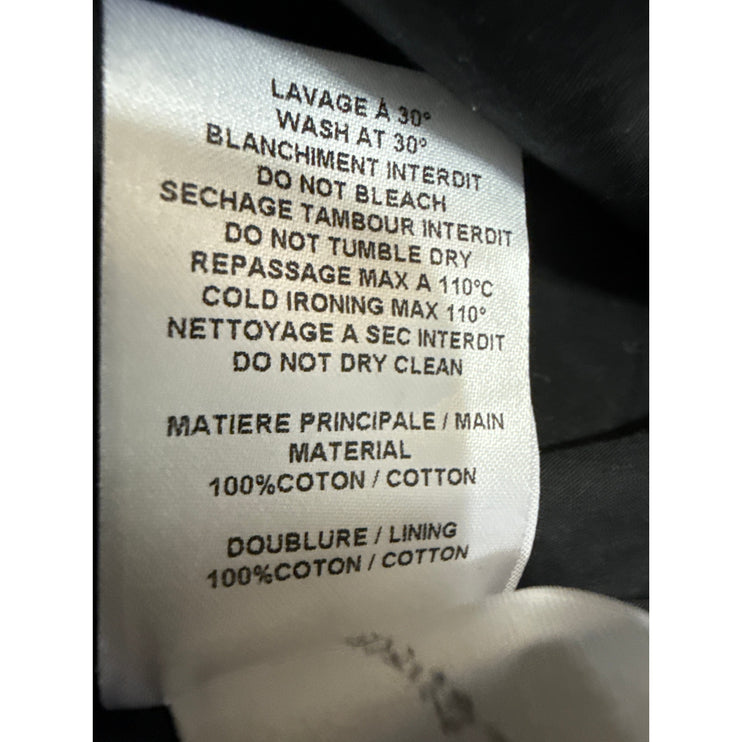 LAVAGE À 30°
WASH AT 30°
BLANCHIMENT INTERDIT
DO NOT BLEACH
SECHAGE TAMBOUR INTERDIT
DO NOT TUMBLE DRY
REPASSAGE MAX A 110°C
COLD IRONING MAX 110°
NETTOYAGE A SEC INTERDIT
DO NOT DRY CLEAN
MATIERE PRINCIPALE / MAIN
MATERIAL
100%COTON / COTTON
DOUBLURE / LINING
100%COTON / COTTON